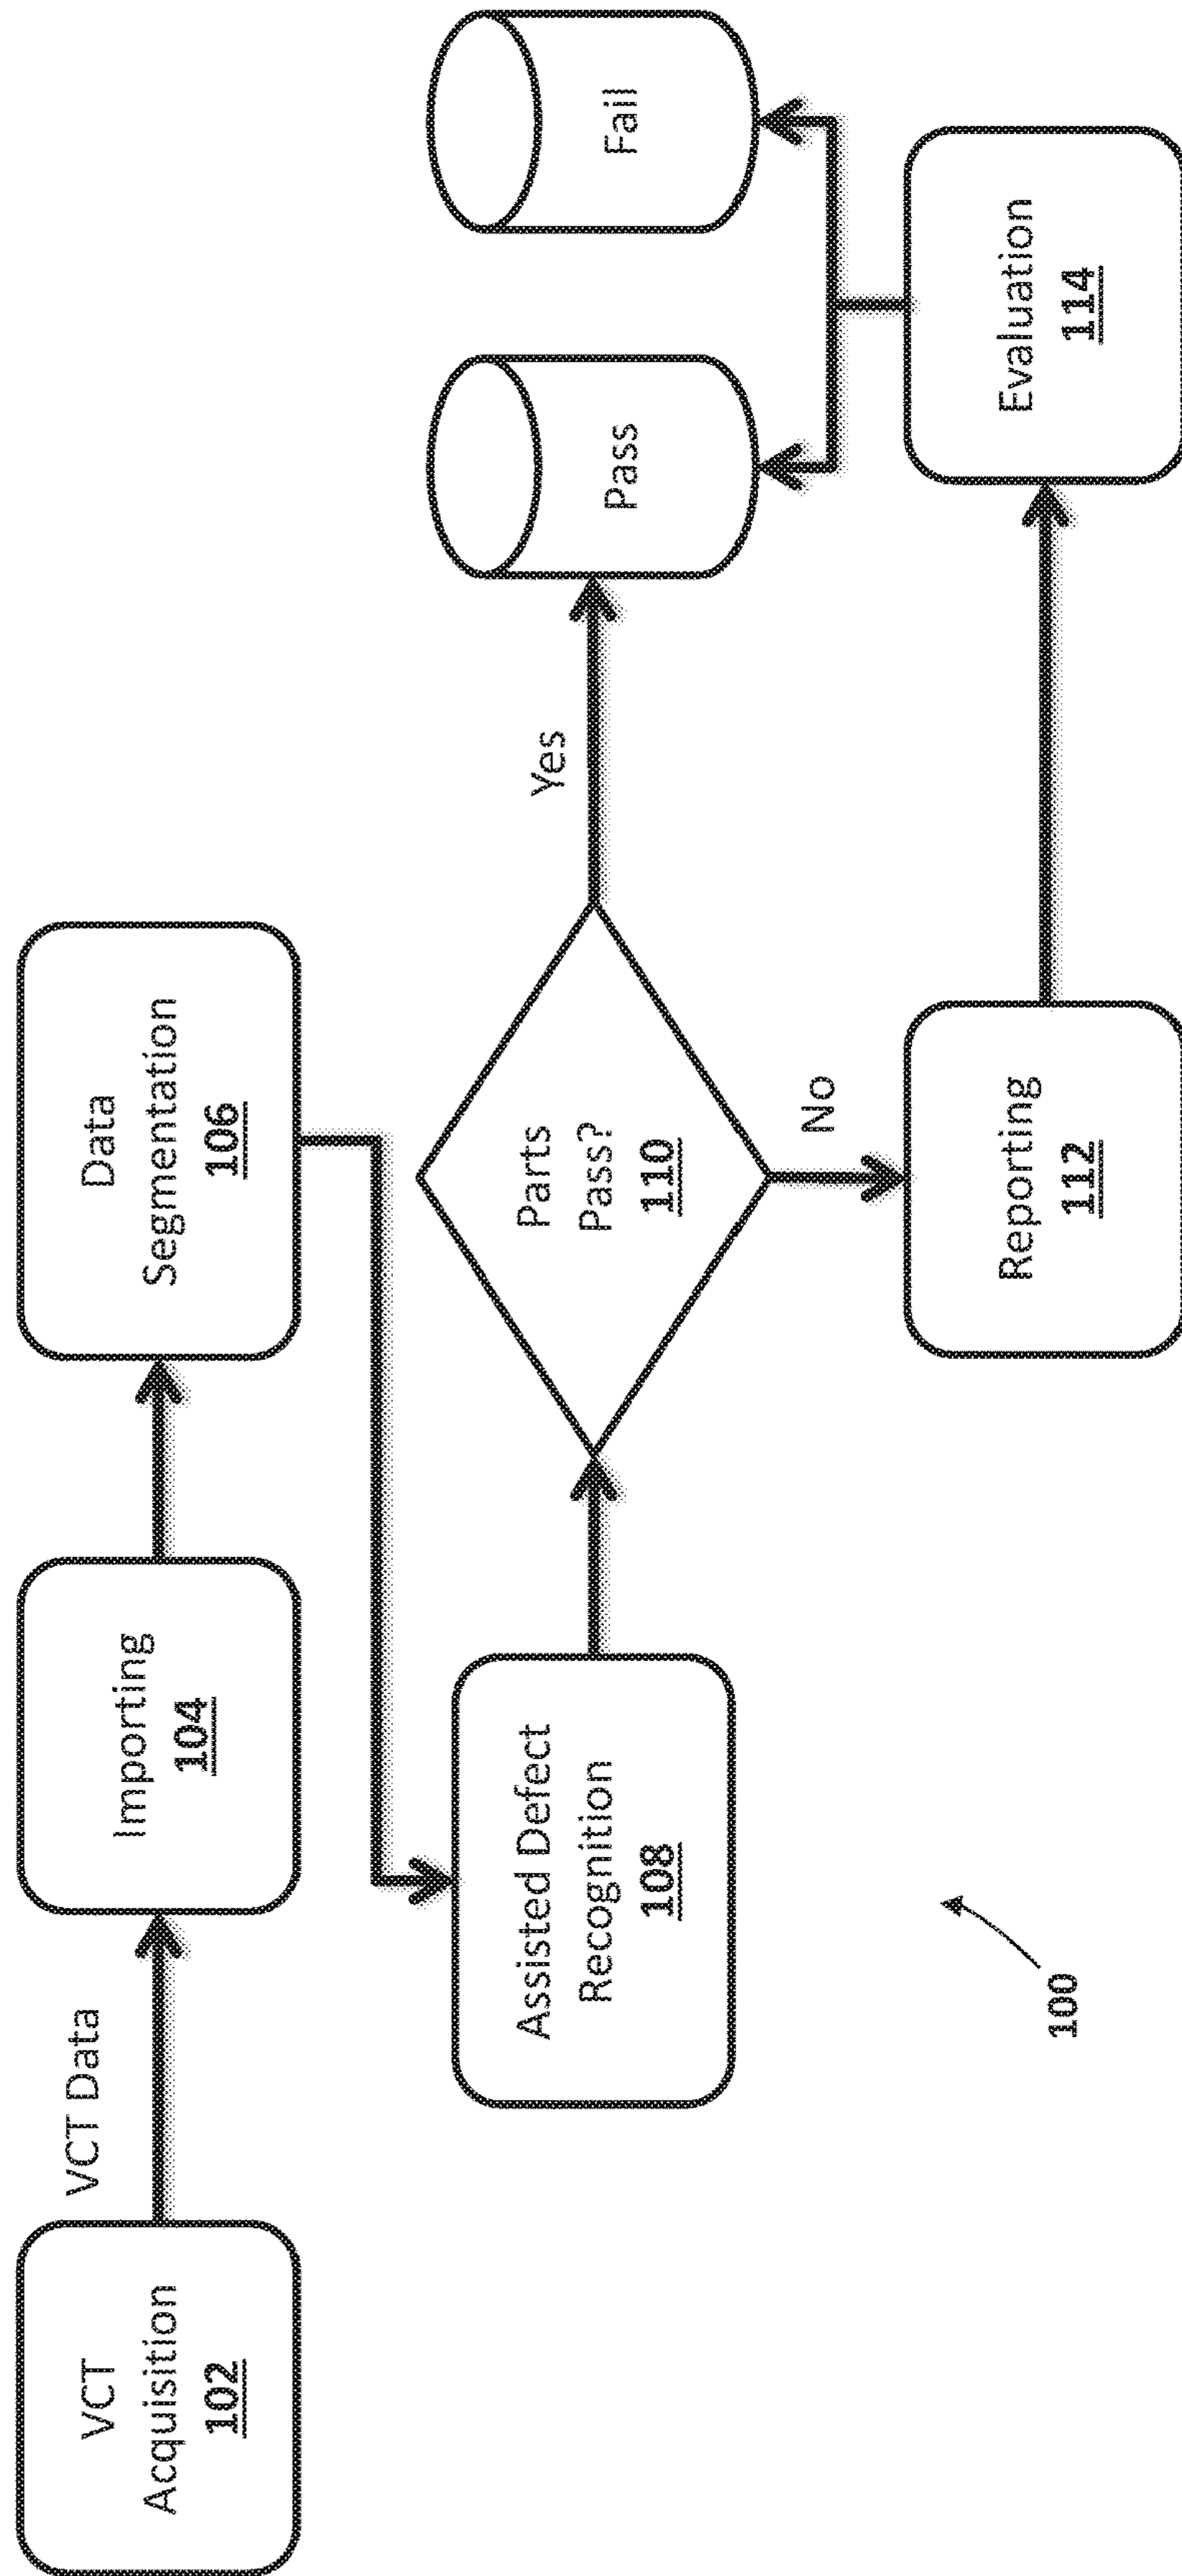 VCT
Acquisition
102
VCT Data
Importing
104
Data
Segmentation
106
Assisted Defect
Recognition
108
Parts
Pass?
110
Yes
No
Pass
Fail
Reporting
112
Evaluation
114
100